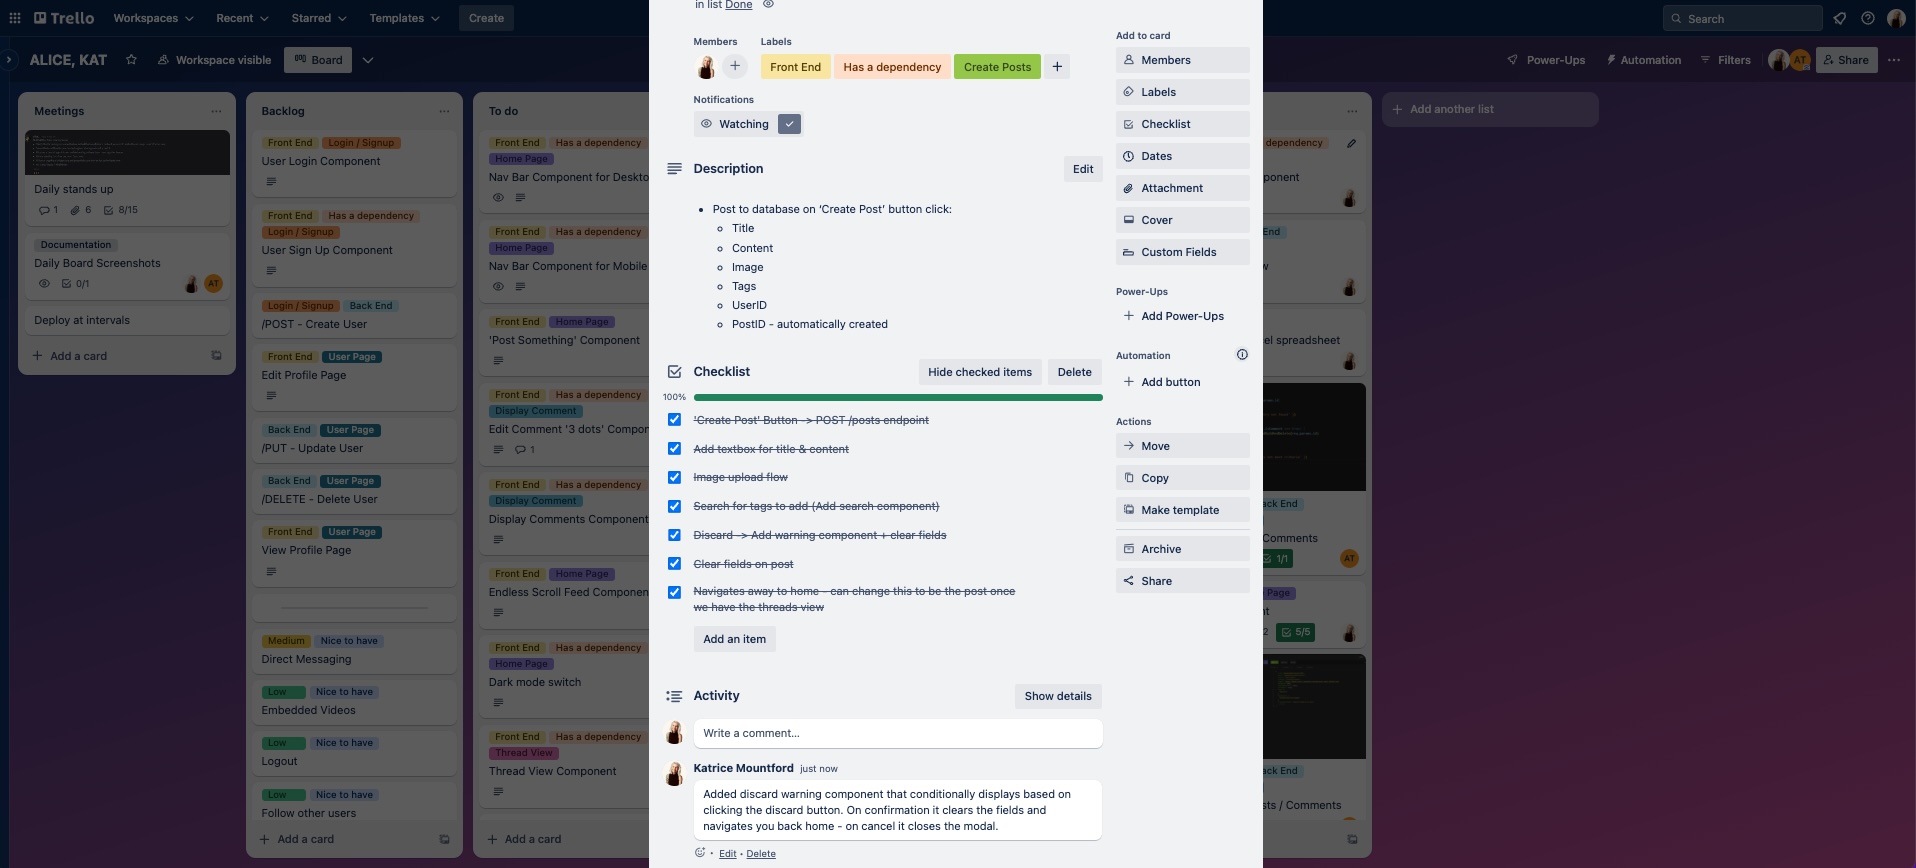 Trello
Workspaces
Recent
Starred
Templates
Create
Search
ALICE, KAT
Workspace visible
Board
Power-Ups
Automation
Filters
AT
Share
Meetings
Daily stands up
1
6
8/15
Documentation
Daily Board Screenshots
0/1
AT
Deploy at intervals
+ Add a card
Backlog
Front End
Login / Signup
User Login Component
Front End
Has a dependency
Login / Signup
User Sign Up Component
Login / Signup
Back End
/POST - Create User
Front End
User Page
Edit Profile Page
Back End
User Page
/PUT - Update User
Back End
User Page
/DELETE - Delete User
Front End
User Page
View Profile Page
Medium
Nice to have
Direct Messaging
Low
Nice to have
Embedded Videos
Low
Nice to have
Logout
Low
Nice to have
Follow other users
+ Add a card
To do
Front End
Has a dependency
Home Page
Nav Bar Component for Deskto
Front End
Has a dependency
Home Page
Nav Bar Component for Mobile
Front End
Home Page
'Post Something' Component
Front End
Has a dependency
Display Comment
Edit Comment '3 dots' Compon
1
Front End
Has a dependency
Display Comment
Display Comments Component
Front End
Home Page
Endless Scroll Feed Componen
Front End
Has a dependency
Home Page
Dark mode switch
Front End
Has a dependency
Thread View
Thread View Component
+ Add a card
in list Done
Members
Labels
Front End
Has a dependency
Create Posts
+
Notifications
Watching
Description
Edit
• Post to database on ‘Create Post’ button click:
Title
Content
Image
Tags
UserID
PostID - automatically created
Checklist
Hide checked items
Delete
100%
'Create Post' Button -> POST /posts endpoint
Add textbox for title & content
Image upload flow
Search for tags to add (Add search component)
Discard -> Add warning component + clear fields
Clear fields on post
Navigates away to home - can change this to be the post once
we have the threads view
Add an item
Activity
Show details
Write a comment...
Katrice Mountford just now
Added discard warning component that conditionally displays based on
clicking the discard button. On confirmation it clears the fields and
navigates you back home - on cancel it closes the modal.
• Edit • Delete
Add to card
Members
Labels
Checklist
Dates
Attachment
Cover
Custom Fields
Power-Ups
+ Add Power-Ups
Automation
+ Add button
Actions
Move
Copy
Make template
Archive
Share
dependency
ponent
End
w
el spreadsheet
ack End
Comments
1/1
AT
e Page
nt
2
5/5
ack End
sts / Comments
+ Add another list